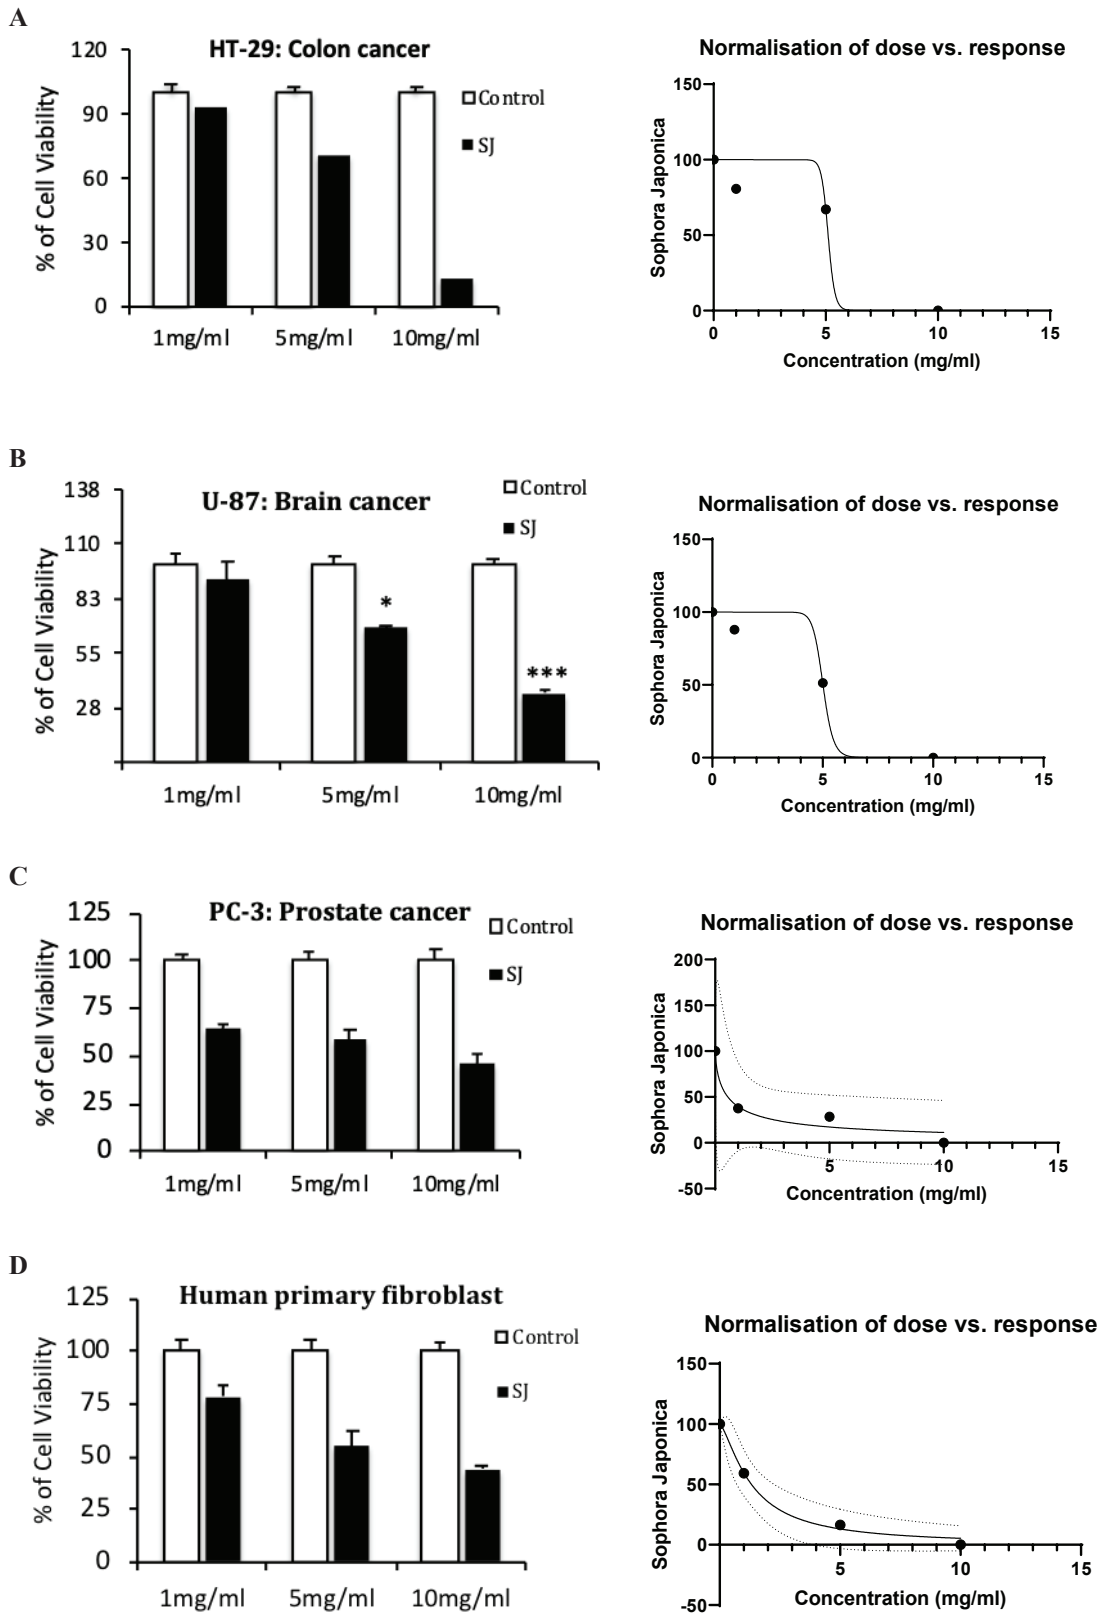 A
HT-29: Colon cancer
120
90
60
30
0
% of Cell Viability
Control
SJ
1mg/ml 5mg/ml 10mg/ml
Normalisation of dose vs. response
150
100
50
0
Sophora Japonica
0 5 10 15
Concentration (mg/ml)
B
U-87: Brain cancer
138
110
83
55
28
% of Cell Viability
Control
SJ
*
***
1mg/ml 5mg/ml 10mg/ml
Normalisation of dose vs. response
150
100
50
0
Sophora Japonica
0 5 10 15
Concentration (mg/ml)
C
PC-3: Prostate cancer
125
100
75
50
25
0
% of Cell Viability
Control
SJ
1mg/ml 5mg/ml 10mg/ml
Normalisation of dose vs. response
200
150
100
50
0
-50
Sophora Japonica
5 10 15
Concentration (mg/ml)
D
Human primary fibroblast
125
100
75
50
25
0
% of Cell Viability
Control
SJ
1mg/ml 5mg/ml 10mg/ml
Normalisation of dose vs. response
150
100
50
0
-50
Sophora Japonica
5 10 15
Concentration (mg/ml)